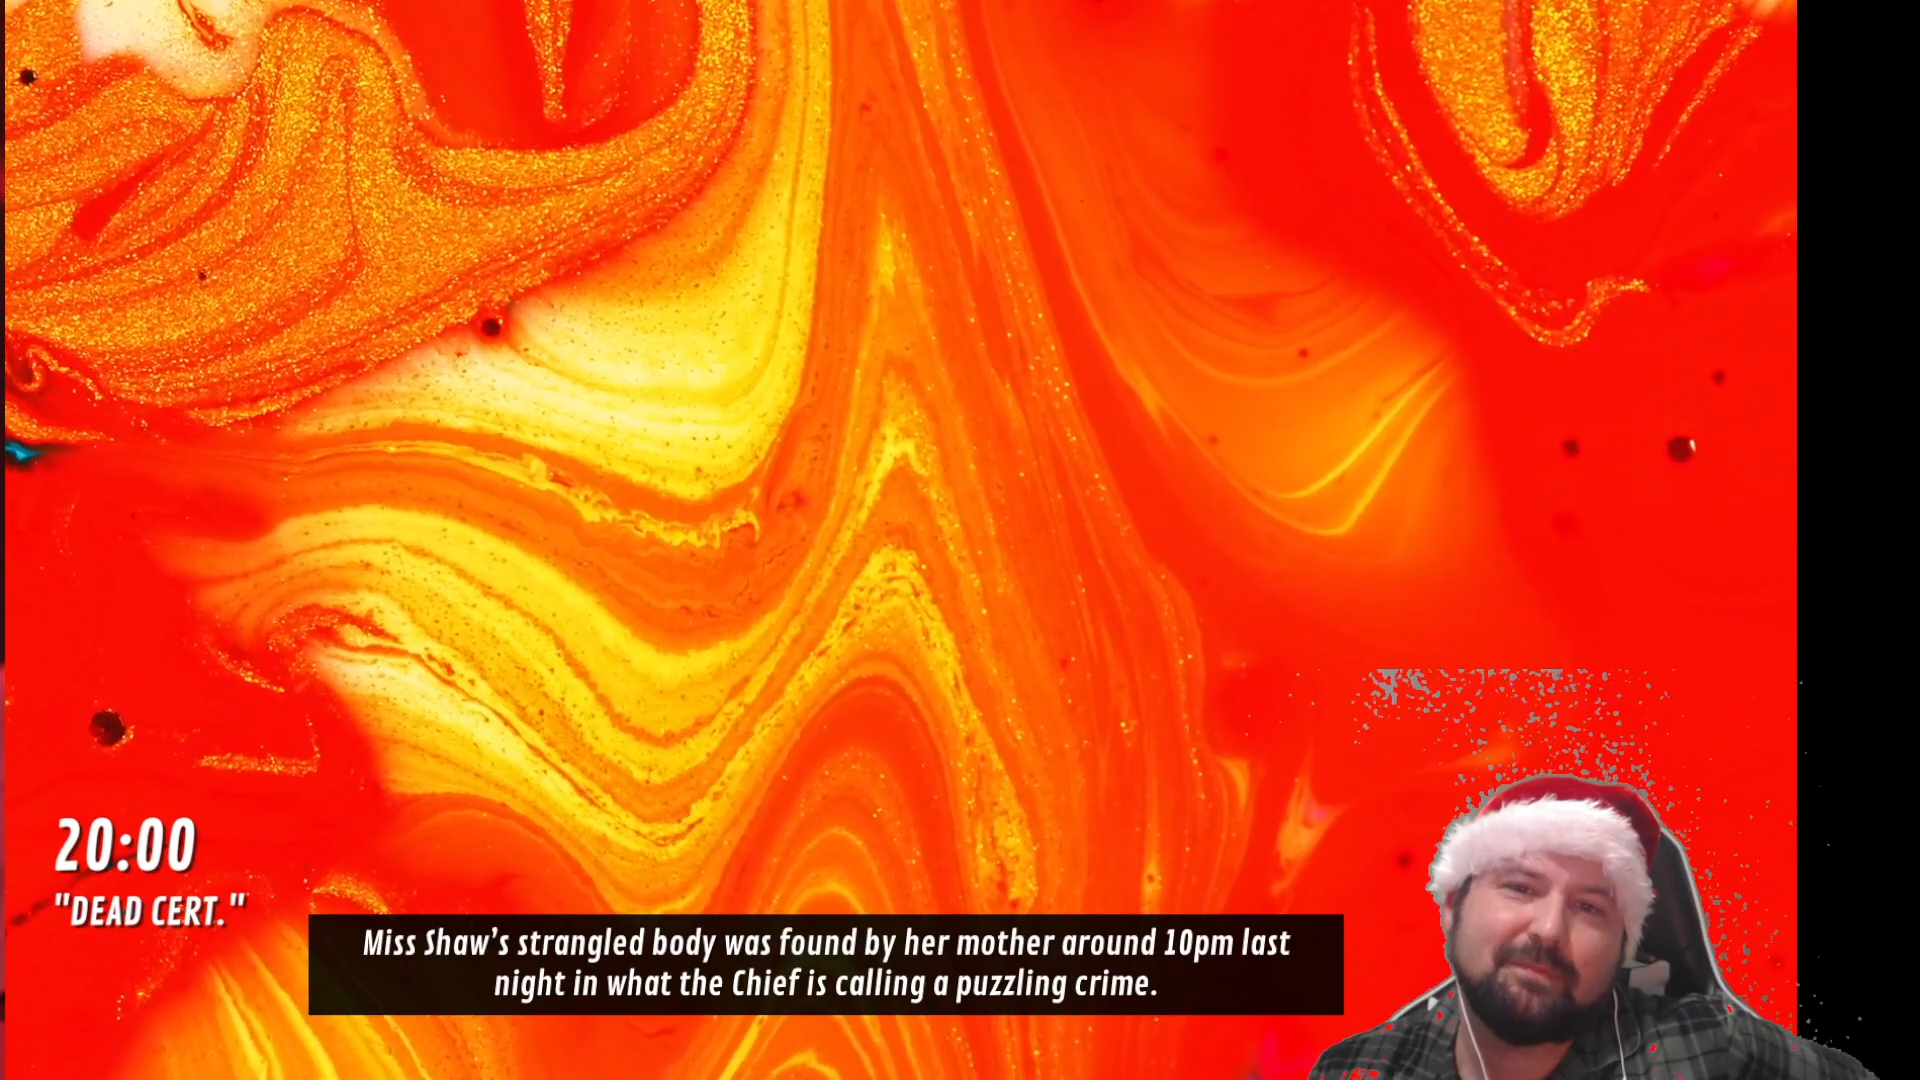 20:00
"DEAD CERT."
Miss Shaw’s strangled body was found by her mother around 10pm last
night in what the Chief is calling a puzzling crime.